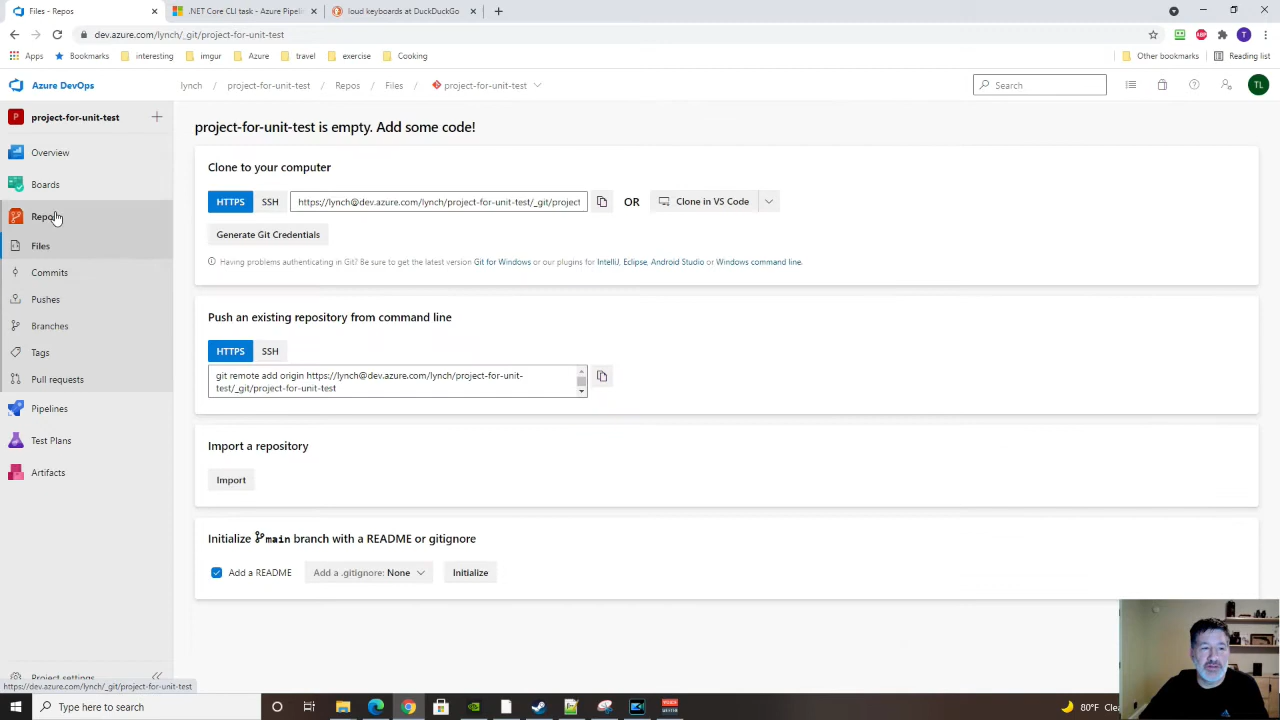 Files - Repos
.NET Core CLI task - Azure Pipelin
loud keyboards at DuckDuckGo
dev.azure.com/lynch/_git/project-for-unit-test
ABP
T
Apps
Bookmarks
interesting
imgur
Azure
travel
exercise
Cooking
Other bookmarks
Reading list
Azure DevOps
lynch / project-for-unit-test / Repos / Files / project-for-unit-test
Search
TL
P
project-for-unit-test
Overview
Boards
Repos
Files
Commits
Pushes
Branches
Tags
Pull requests
Pipelines
Test Plans
Artifacts
Project settings
https://dev.azure.com/lynch/_git/project-for-unit-test
project-for-unit-test is empty. Add some code!
Clone to your computer
HTTPS SSH https://lynch@dev.azure.com/lynch/project-for-unit-test/_git/project OR Clone in VS Code
Generate Git Credentials
Having problems authenticating in Git? Be sure to get the latest version Git for Windows or our plugins for IntelliJ, Eclipse, Android Studio or Windows command line.
Push an existing repository from command line
HTTPS SSH
git remote add origin https://lynch@dev.azure.com/lynch/project-for-unit-
test/_git/project-for-unit-test
Import a repository
Import
Initialize main branch with a README or gitignore
Add a README Add a .gitignore: None Initialize
Type here to search
80°F Clea